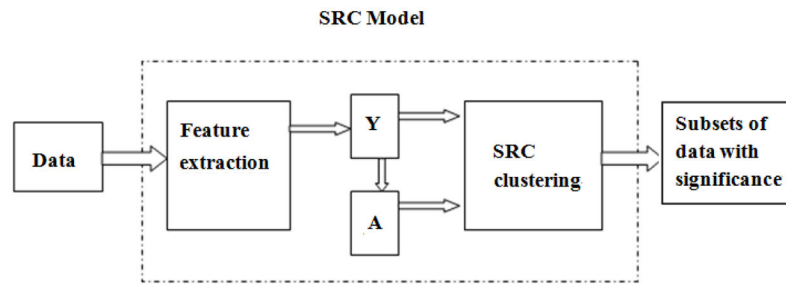 SRC Model
Data
Feature
extraction
Y
A
SRC
clustering
Subsets of
data with
significance